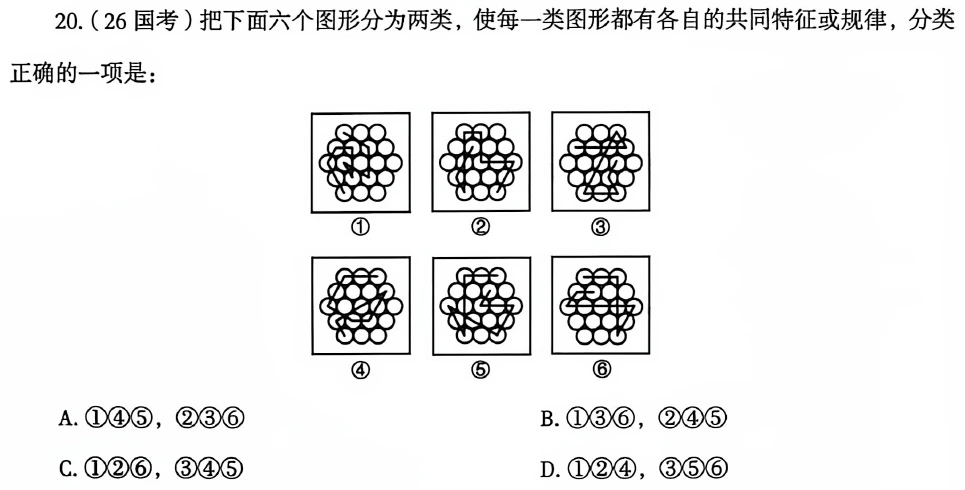 20.（26 国考）把下面六个图形分为两类，使每一类图形都有各自的共同特征或规律，分类
正确的一项是：
① ② ③
④ ⑤ ⑥
A. ①④⑤，②③⑥ B. ①③⑥，②④⑤
C. ①②⑥，③④⑤ D. ①②④，③⑤⑥